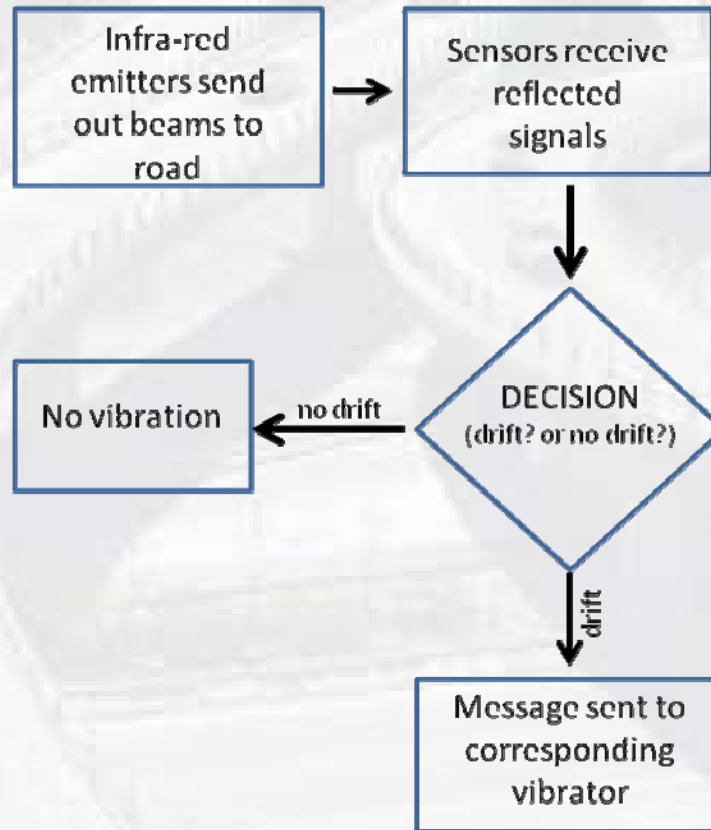 Infra-red
emitters send
out beams to
road
Sensors receive
reflected
signals
DECISION
(drift? or no drift?)
no drift
No vibration
drift
Message sent to
corresponding
vibrator